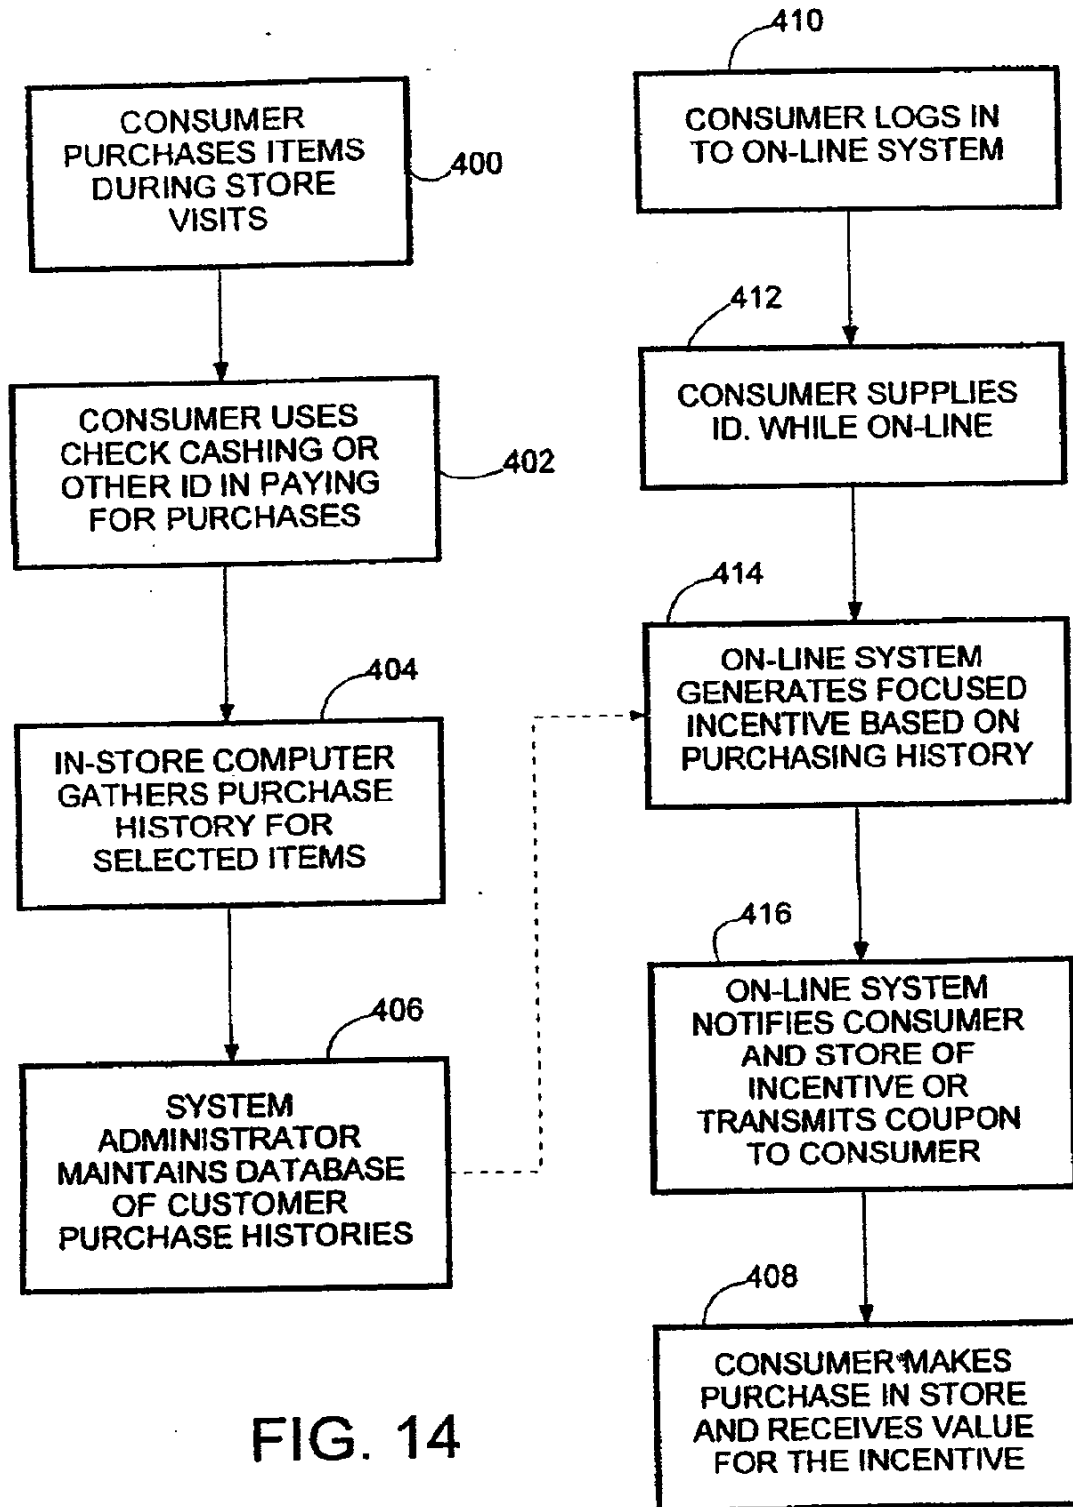 400
CONSUMER
PURCHASES ITEMS
DURING STORE
VISITS
402
CONSUMER USES
CHECK CASHING OR
OTHER ID IN PAYING
FOR PURCHASES
404
IN-STORE COMPUTER
GATHERS PURCHASE
HISTORY FOR
SELECTED ITEMS
406
SYSTEM
ADMINISTRATOR
MAINTAINS DATABASE
OF CUSTOMER
PURCHASE HISTORIES
410
CONSUMER LOGS IN
TO ON-LINE SYSTEM
412
CONSUMER SUPPLIES
ID. WHILE ON-LINE
414
ON-LINE SYSTEM
GENERATES FOCUSED
INCENTIVE BASED ON
PURCHASING HISTORY
416
ON-LINE SYSTEM
NOTIFIES CONSUMER
AND STORE OF
INCENTIVE OR
TRANSMITS COUPON
TO CONSUMER
408
CONSUMER MAKES
PURCHASE IN STORE
AND RECEIVES VALUE
FOR THE INCENTIVE
FIG. 14